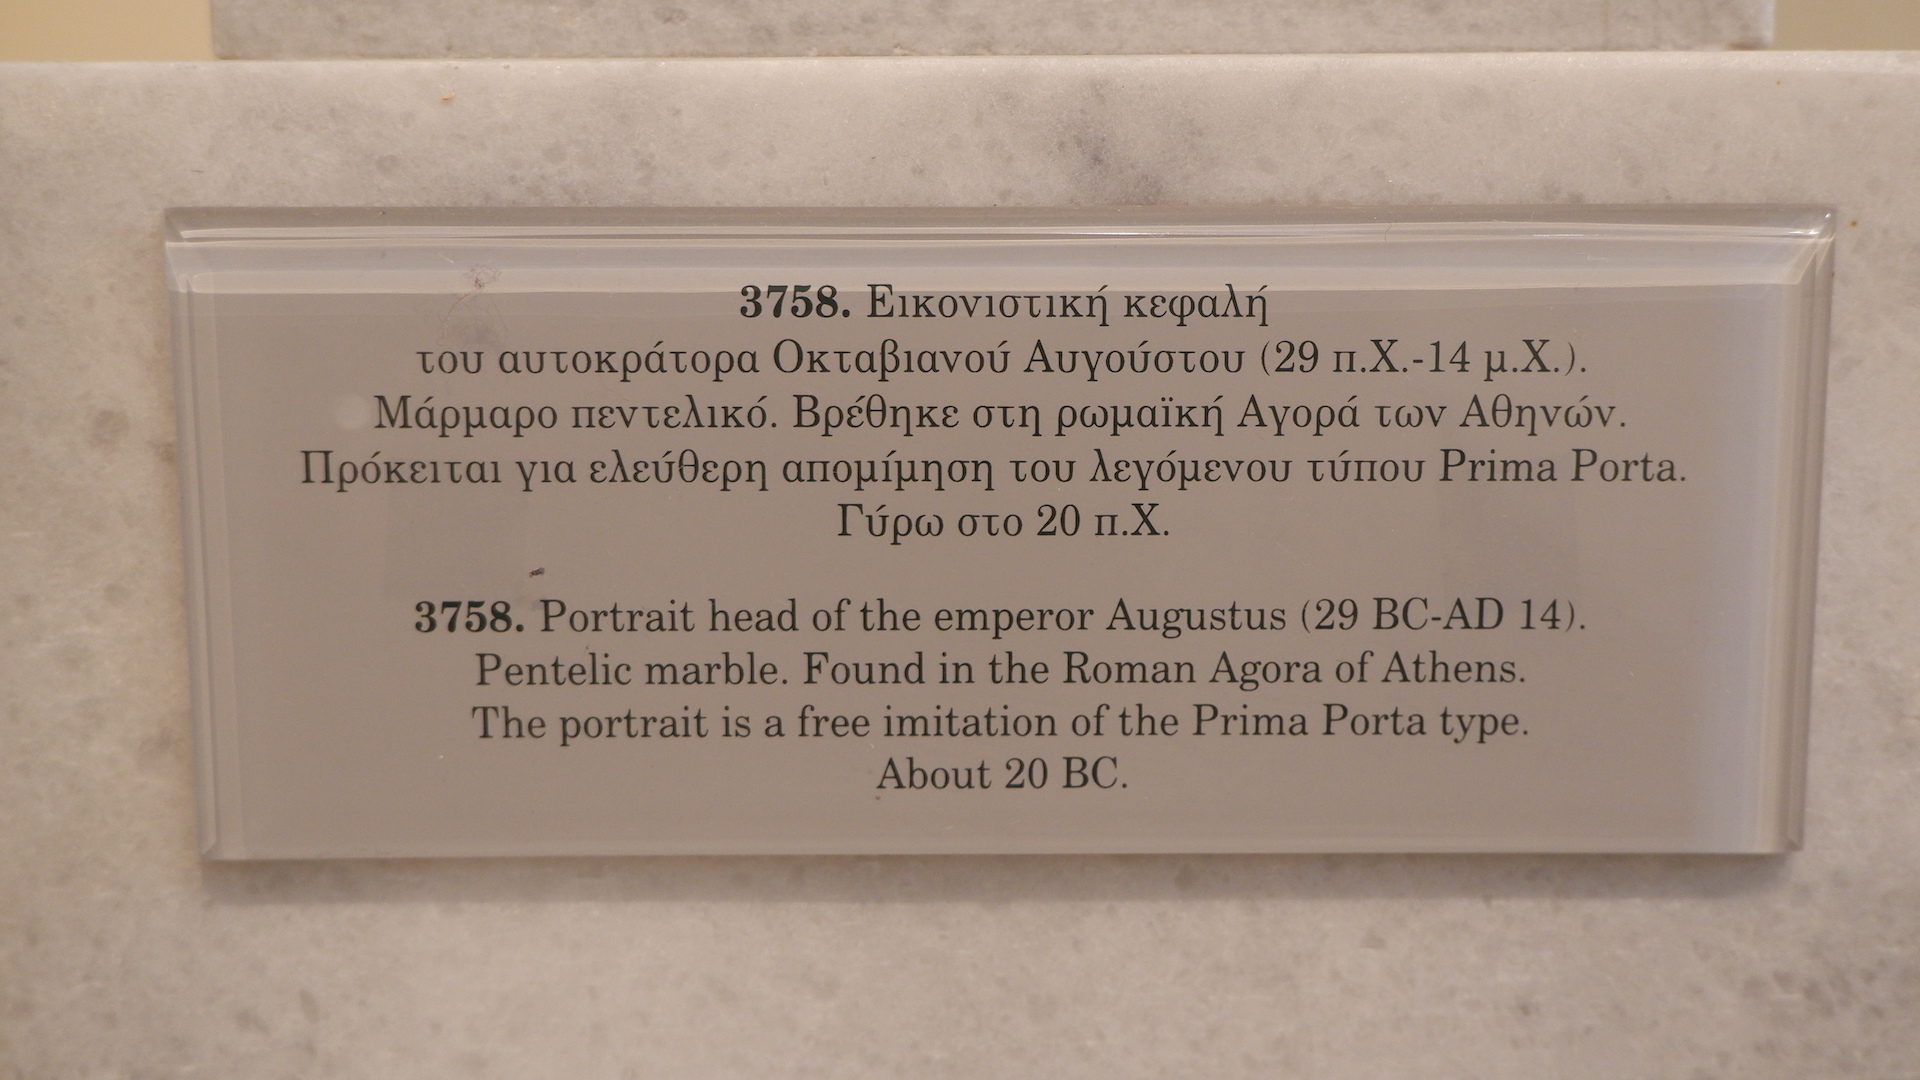 3758. Εικονιστική κεφαλή
του αυτοκράτορα Οκταβιανού Αυγούστου (29 π.Χ.-14 μ.Χ.).
Μάρμαρο πεντελικό. Βρέθηκε στη ρωμαϊκή Αγορά των Αθηνών.
Πρόκειται για ελεύθερη απομίμηση του λεγόμενου τύπου Prima Porta.
Γύρω στο 20 π.Χ.
3758. Portrait head of the emperor Augustus (29 BC-AD 14).
Pentelic marble. Found in the Roman Agora of Athens.
The portrait is a free imitation of the Prima Porta type.
About 20 BC.